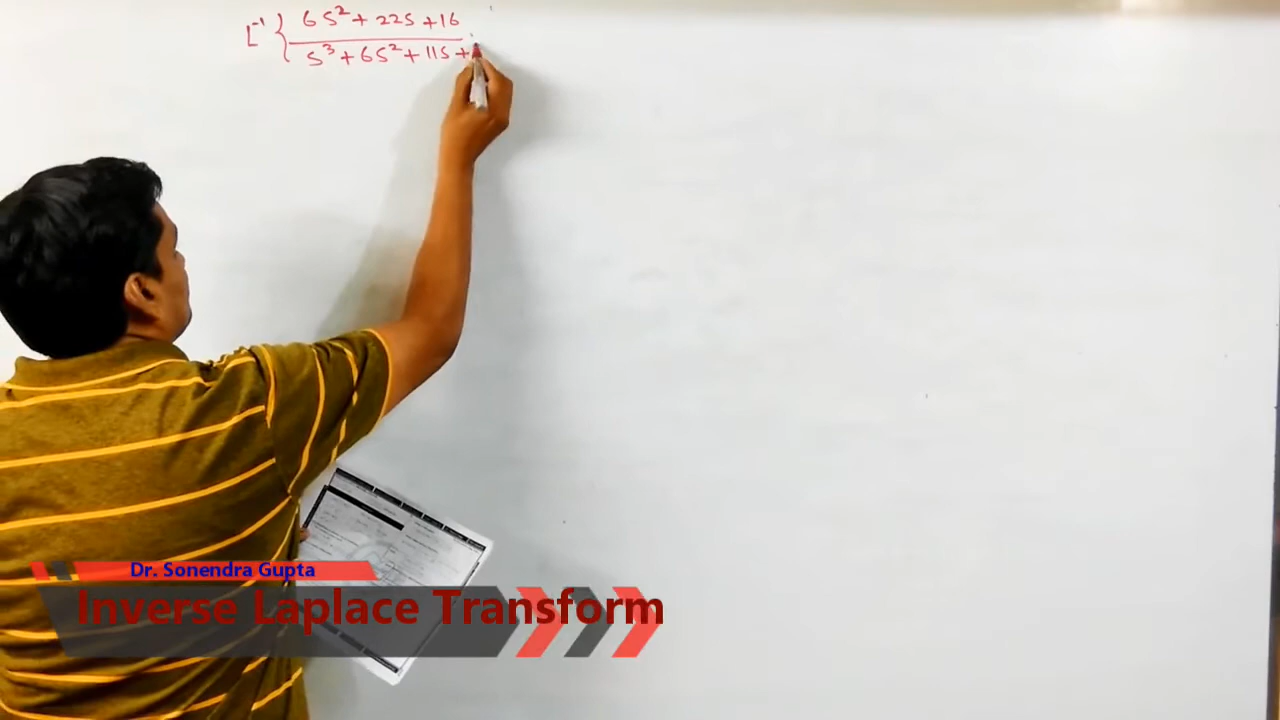 L⁻¹ { 6s² + 22s + 16
s³ + 6s² + 11s +
Dr. Sonendra Gupta
Inverse Laplace Transform